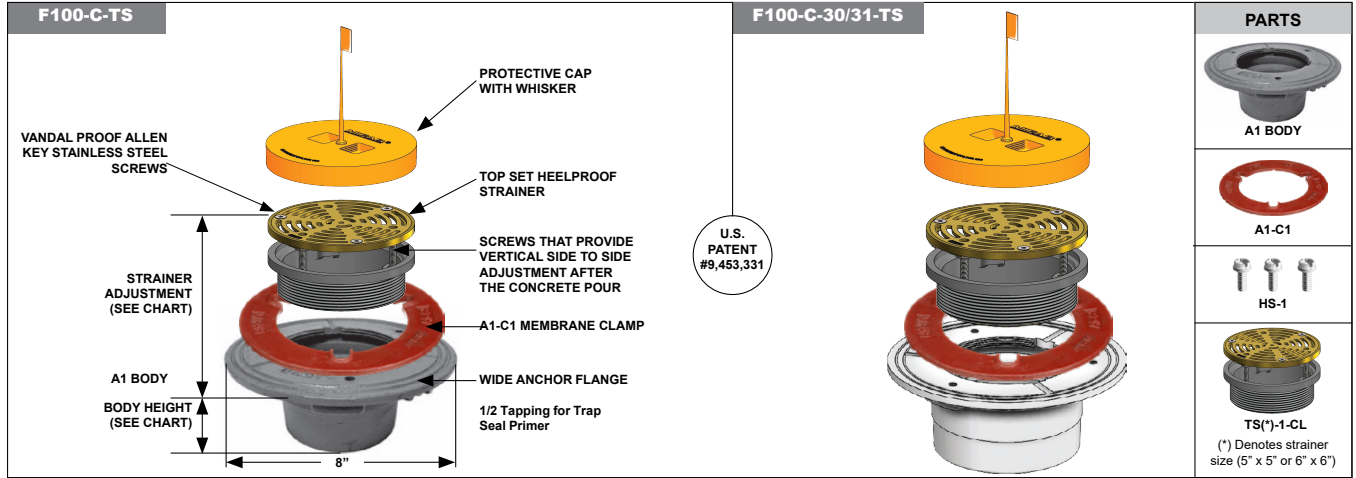 F100-C-TS
PROTECTIVE CAP
WITH WHISKER
VANDAL PROOF ALLEN
KEY STAINLESS STEEL
SCREWS
TOP SET HEELPROOF
STRAINER
SCREWS THAT PROVIDE
VERTICAL SIDE TO SIDE
ADJUSTMENT AFTER
THE CONCRETE POUR
STRAINER
ADJUSTMENT
(SEE CHART)
A1-C1 MEMBRANE CLAMP
A1 BODY
WIDE ANCHOR FLANGE
BODY HEIGHT
(SEE CHART)
1/2 Tapping for Trap
Seal Primer
8”
F100-C-30/31-TS
U.S.
PATENT
#9,453,331
PARTS
A1 BODY
A1-C1
HS-1
TS(*)-1-CL
(*) Denotes strainer
size (5” x 5” or 6” x 6”)